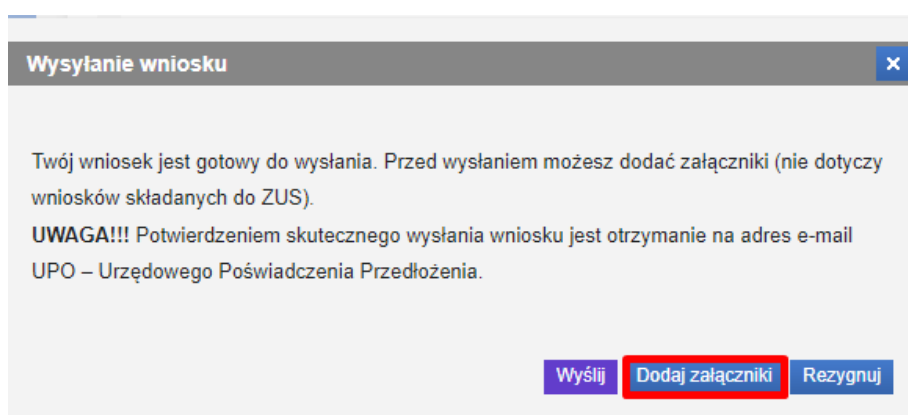 Wysyłanie wniosku
Twój wniosek jest gotowy do wysłania. Przed wysłaniem możesz dodać załączniki (nie dotyczy
wniosków składanych do ZUS).
UWAGA!!! Potwierdzeniem skutecznego wysłania wniosku jest otrzymanie na adres e-mail
UPO – Urzędowego Poświadczenia Przedłożenia.
Wyślij Dodaj załączniki Rezygnuj